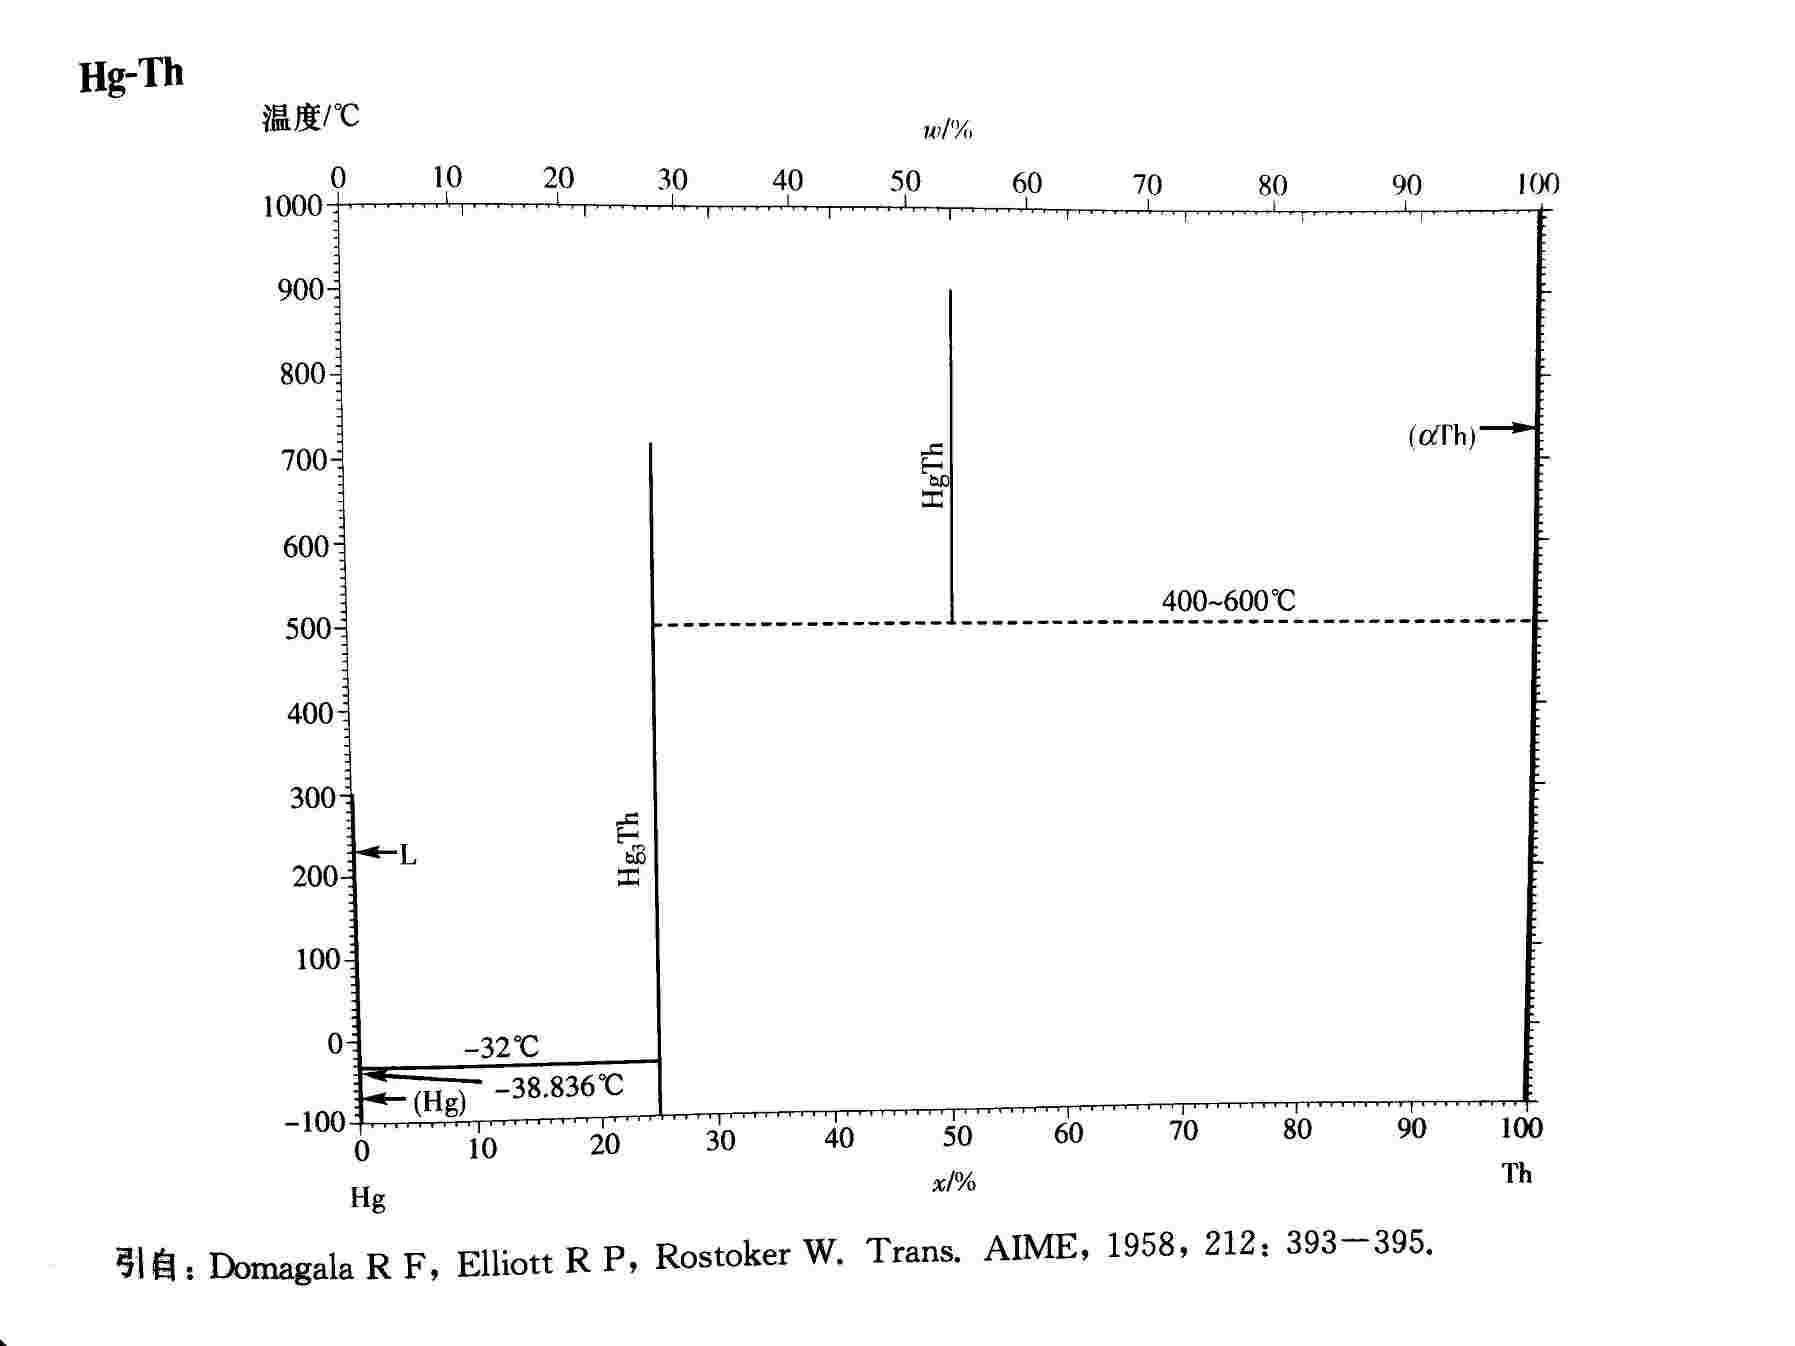 Hg-Th
温度/℃
w/%
0 10 20 30 40 50 60 70 80 90 100
1000
900
800
700
600
500
400
300
200
100
0
-100
(αTh)
HgTh
400~600℃
Hg₃Th
L
-32℃
-38.836℃
(Hg)
0 10 20 30 40 50 60 70 80 90 100
x/%
Hg
Th
引自: Domagala R F, Elliott R P, Rostoker W. Trans. AIME, 1958, 212: 393—395.